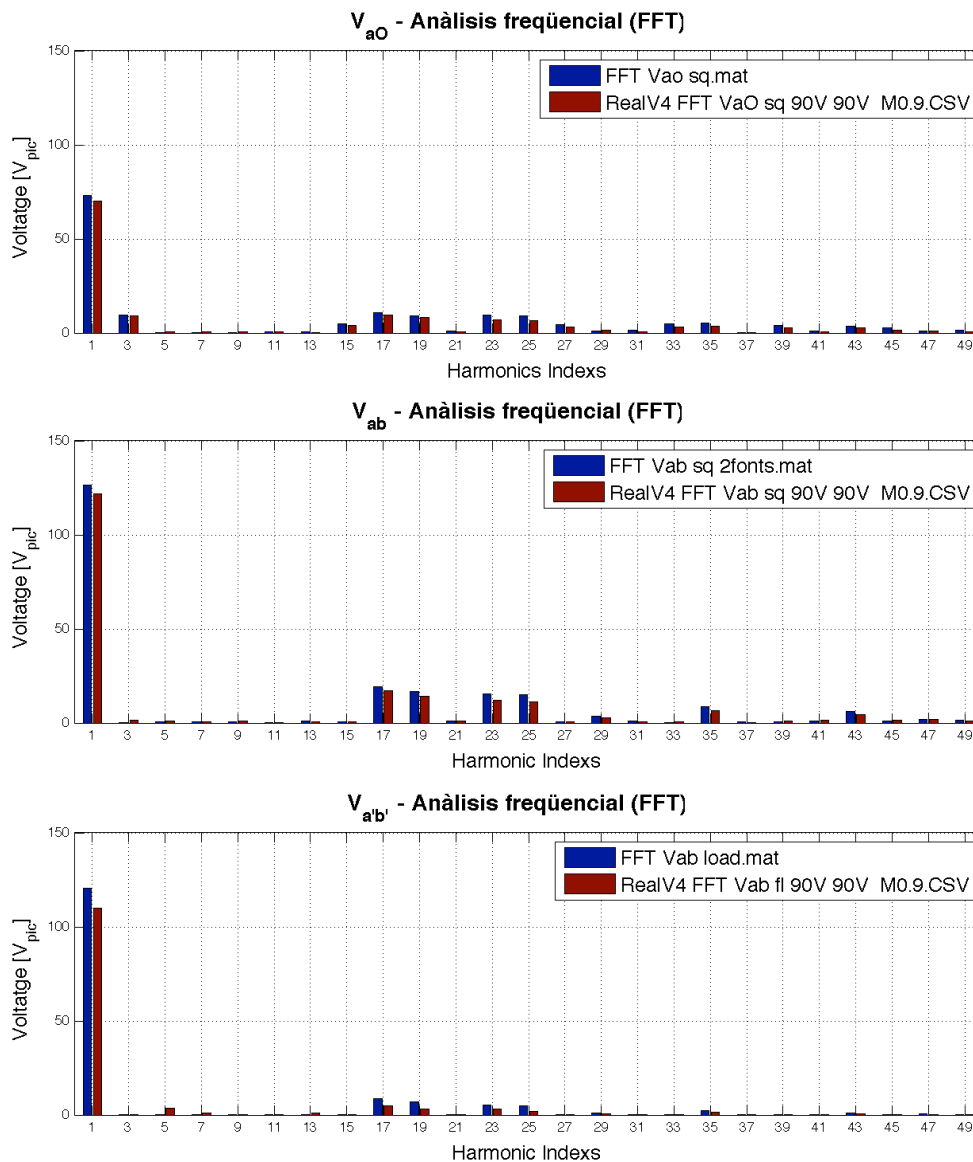 VaO - Anàlisis freqüencial (FFT)
150
100
50
0
Voltatge [Vpic]
FFT Vao sq.mat
RealV4 FFT VaO sq 90V 90V M0.9.CSV
1 3 5 7 9 11 13 15 17 19 21 23 25 27 29 31 33 35 37 39 41 43 45 47 49
Harmonics Indexs
Vab - Anàlisis freqüencial (FFT)
150
100
50
0
Voltatge [Vpic]
FFT Vab sq 2fonts.mat
RealV4 FFT Vab sq 90V 90V M0.9.CSV
1 3 5 7 9 11 13 15 17 19 21 23 25 27 29 31 33 35 37 39 41 43 45 47 49
Harmonic Indexs
Va'b' - Anàlisis freqüencial (FFT)
150
100
50
0
Voltatge [Vpic]
FFT Vab load.mat
RealV4 FFT Vab fl 90V 90V M0.9.CSV
1 3 5 7 9 11 13 15 17 19 21 23 25 27 29 31 33 35 37 39 41 43 45 47 49
Harmonic Indexs